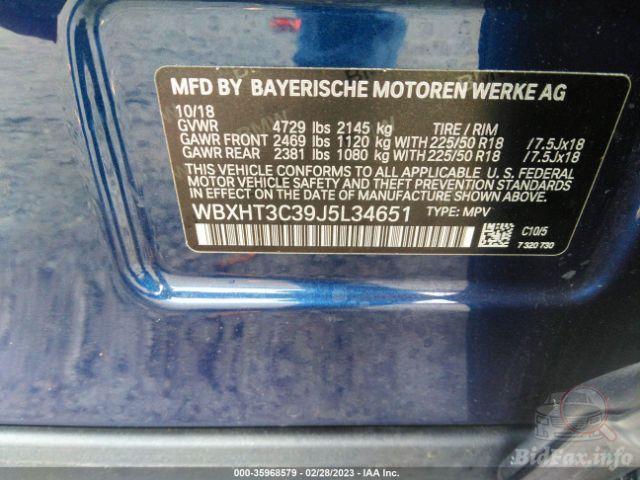 MFD BY BAYERISCHE MOTOREN WERKE AG
10/18
GVWR 4729 lbs 2145 kg TIRE / RIM
GAWR FRONT 2469 lbs 1120 kg WITH 225/50 R18 /7.5Jx18
GAWR REAR 2381 lbs 1080 kg WITH 225/50 R18 /7.5Jx18
THIS VEHICLE CONFORMS TO ALL APPLICABLE U. S. FEDERAL
MOTOR VEHICLE SAFETY, BUMPER, AND THEFT PREVENTION
STANDARDS IN EFFECT ON THE DATE OF MANUFACTURE SHOWN ABOVE.
WBXHT3C39J5L34651 TYPE: MPV
C10/5
7 320 730
BidFax.info
000-35968579 - 02/28/2023 - IAA Inc.